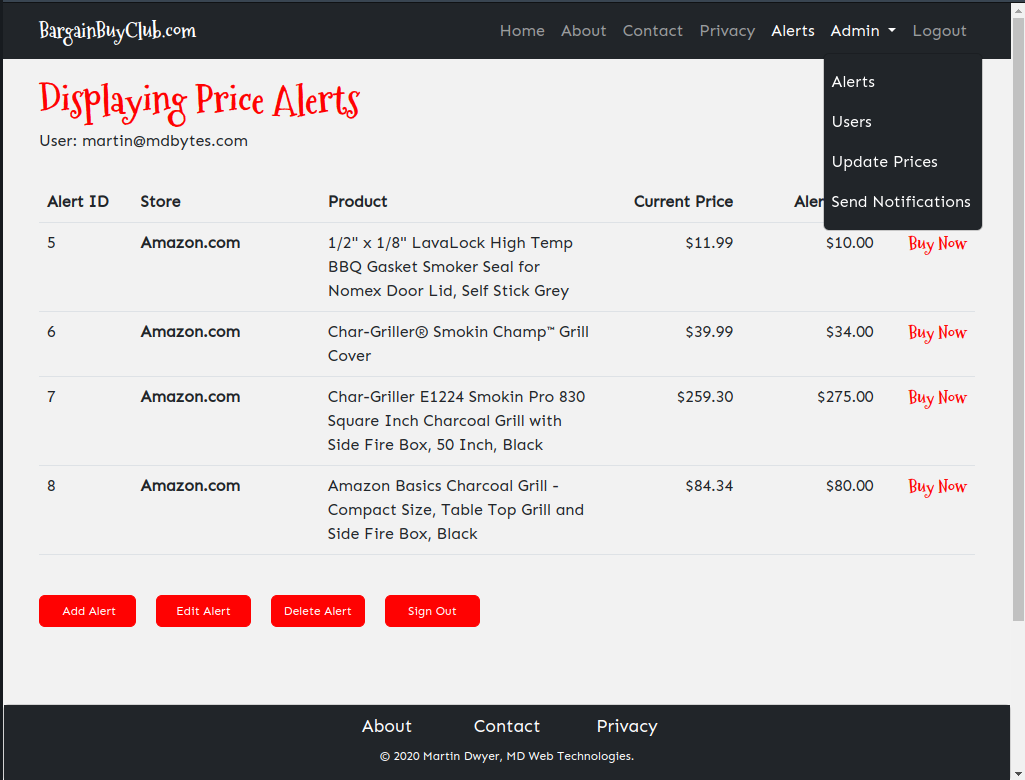 BargainBuyClub.com
Home About Contact Privacy Alerts Admin Logout
Alerts
Users
Update Prices
Send Notifications
Displaying Price Alerts
User: martin@mdbytes.com
Alert ID Store Product Current Price
5 Amazon.com 1/2" x 1/8" LavaLock High Temp $11.99 $10.00 Buy Now
BBQ Gasket Smoker Seal for
Nomex Door Lid, Self Stick Grey
6 Amazon.com Char-Griller® Smokin Champ™ Grill $39.99 $34.00 Buy Now
Cover
7 Amazon.com Char-Griller E1224 Smokin Pro 830 $259.30 $275.00 Buy Now
Square Inch Charcoal Grill with
Side Fire Box, 50 Inch, Black
8 Amazon.com Amazon Basics Charcoal Grill - $84.34 $80.00 Buy Now
Compact Size, Table Top Grill and
Side Fire Box, Black
Add Alert Edit Alert Delete Alert Sign Out
About Contact Privacy
© 2020 Martin Dwyer, MD Web Technologies.